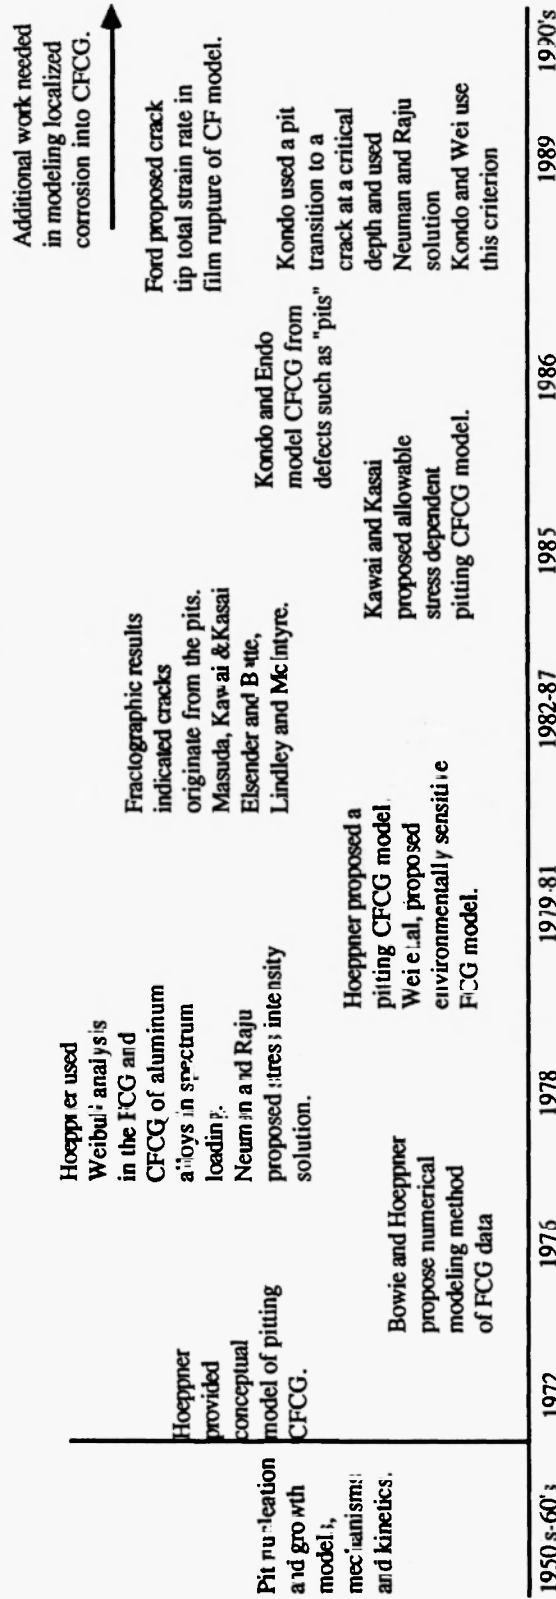 Pit nucleation
and growth
models,
mechanisms
and kinetics.
Hoeppner
provided
conceptual
model of pitting
CFCG.
Bowie and Hoeppner
propose numerical
modeling method
of FCG data
Hoeppner used
Weibull analysis
in the FCG and
CFCG of aluminum
alloys in spectrum
loading.
Neuman and Raju
proposed stress intensity
solution.
Hoeppner proposed a
pitting CFCG model.
Wei et.al, proposed
environmentally sensitive
FCG model.
Fractographic results
indicated cracks
originate from the pits.
Masuda, Kawai &Kasai
Elsender and Batte,
Lindley and McIntyre.
Kawai and Kasai
proposed allowable
stress dependent
pitting CFCG model.
Kondo and Endo
model CFCG from
defects such as "pits"
Ford proposed crack
tip total strain rate in
film rupture of CF model.
Kondo used a pit
transition to a
crack at a critical
depth and used
Neuman and Raju
solution
Kondo and Wei use
this criterion
Additional work needed
in modeling localized
corrosion into CFCG.
1950's-60's 1972 1976 1978 1979-81 1982-87 1985 1986 1989 1990's